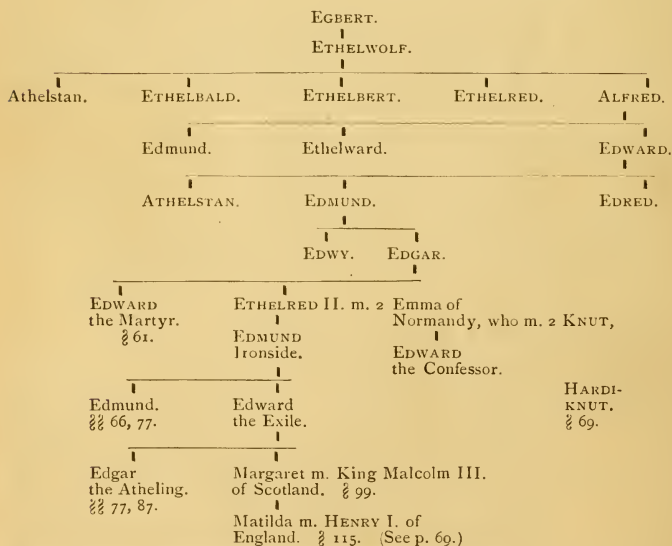 EGBERT.
ETHELWOLF.
Athelstan. ETHELBALD. ETHELBERT. ETHELRED. ALFRED.
Edmund. Ethelward. EDWARD.
ATHELSTAN. EDMUND. EDRED.
EDWY. EDGAR.
EDWARD ETHELRED II. m. 2 Emma of
the Martyr. Normandy, who m. 2 KNUT,
§ 61. EDMUND
Ironside. EDWARD
the Confessor.
Edmund. Edward HARDI-
§§ 66, 77. the Exile. KNUT.
§ 69.
Edgar Margaret m. King Malcolm III.
the Atheling. of Scotland. § 99.
§§ 77, 87.
Matilda m. HENRY I. of
England. § 115. (See p. 69.)